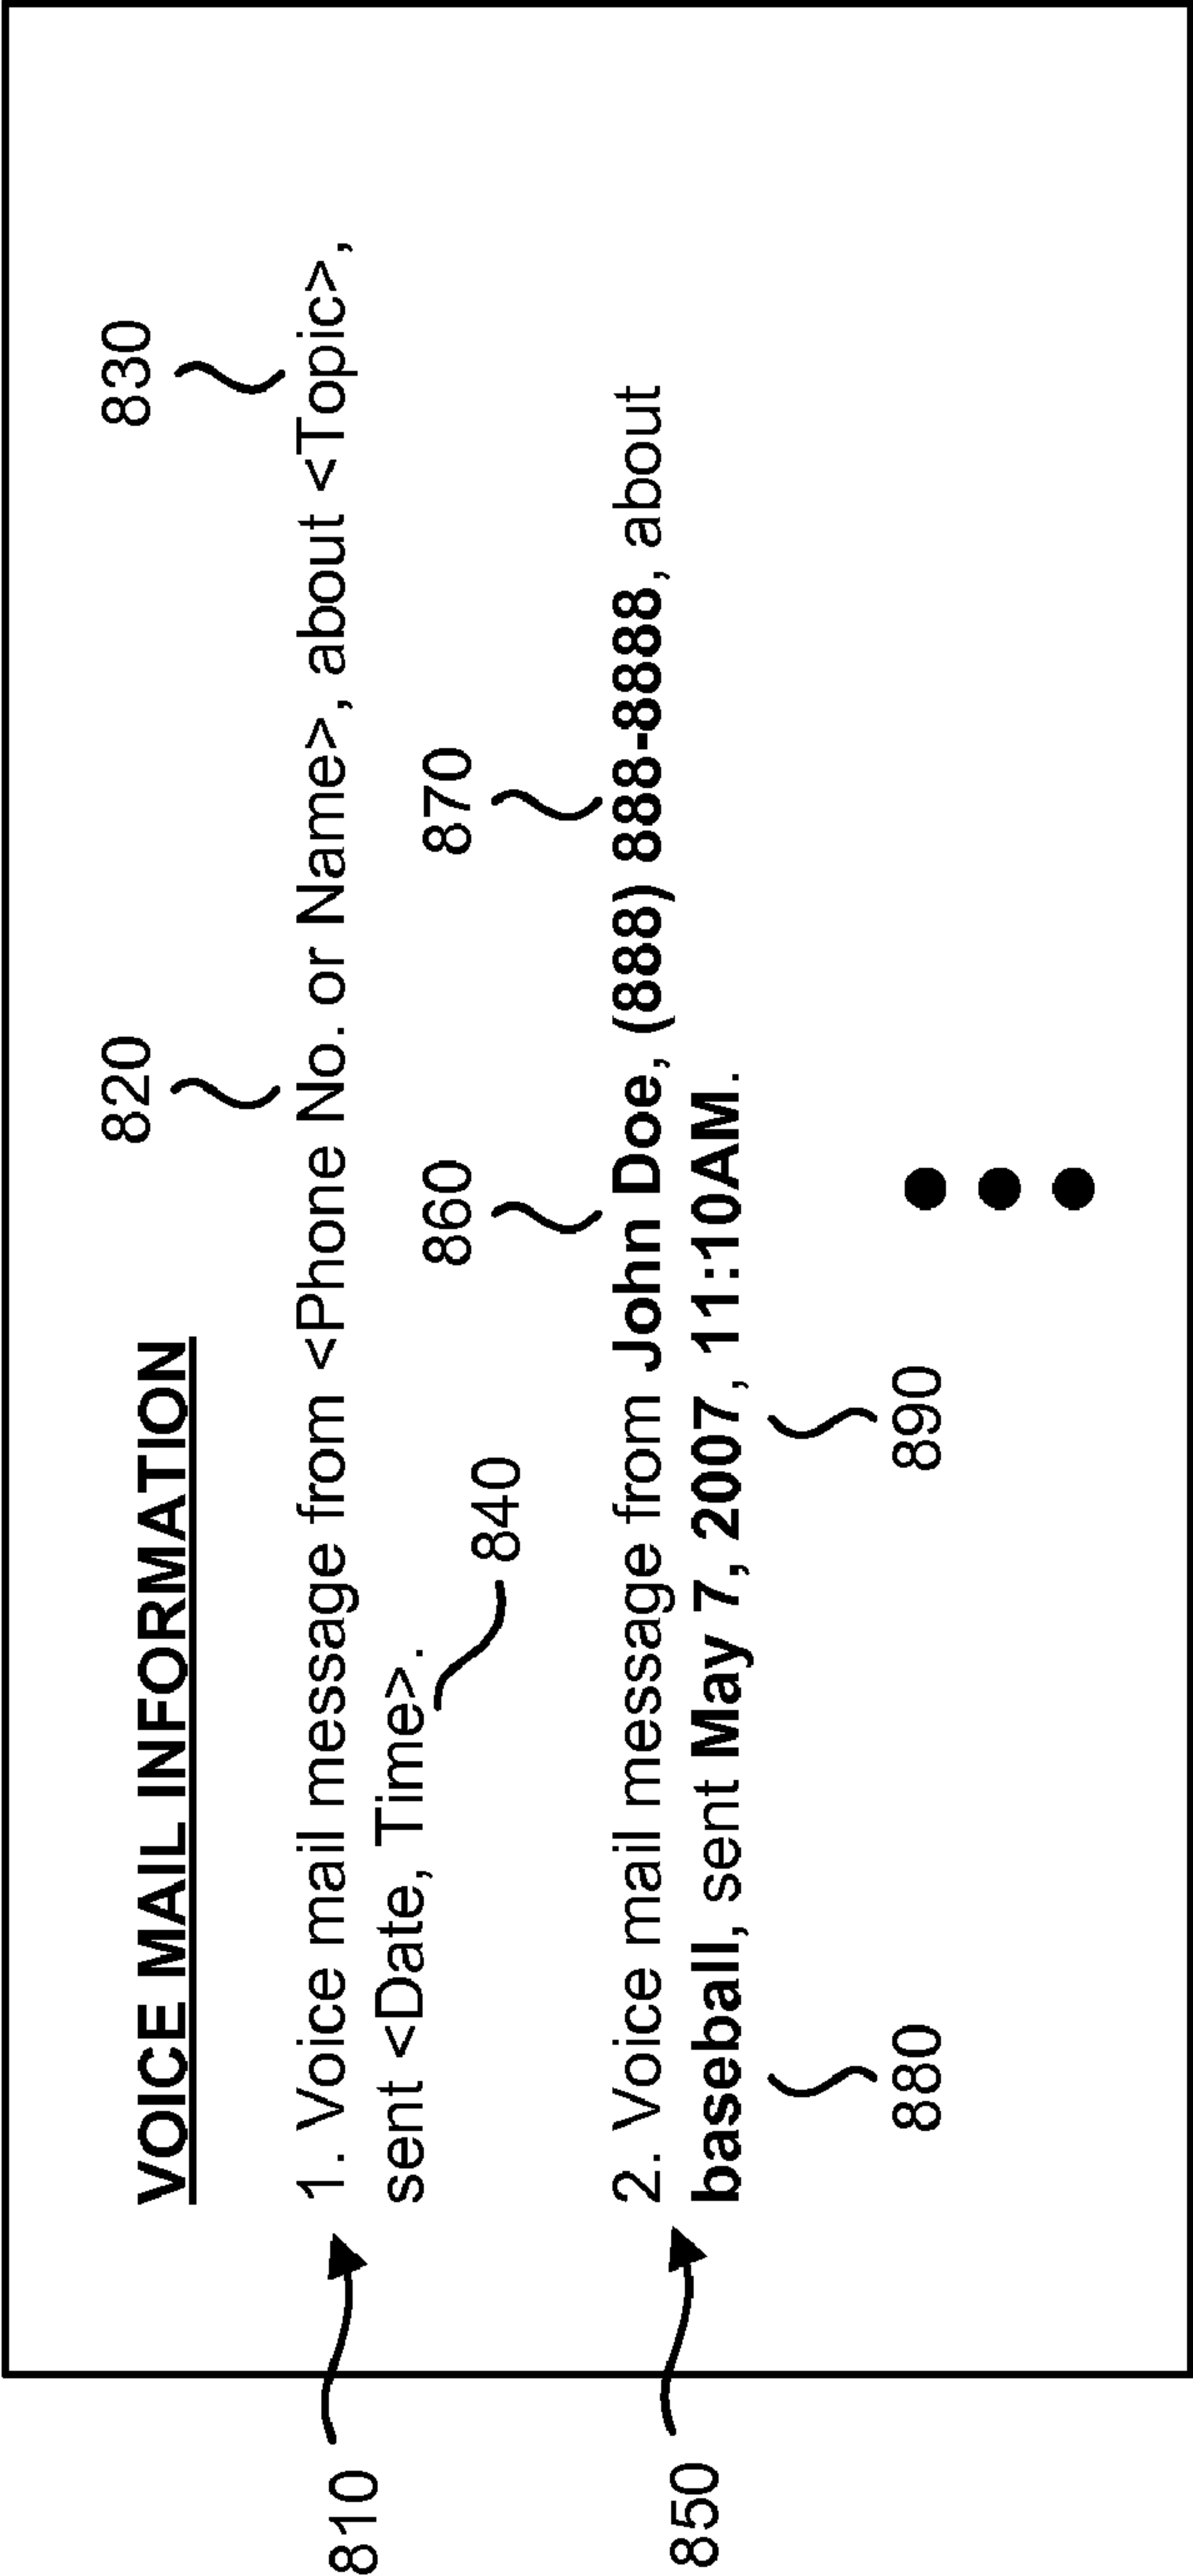 VOICE MAIL INFORMATION
820
830
810
1. Voice mail message from <Phone No. or Name>, about <Topic>,
sent <Date, Time>.
840
860
870
850
2. Voice mail message from John Doe, (888) 888-8888, about
baseball, sent May 7, 2007, 11:10AM.
880
890